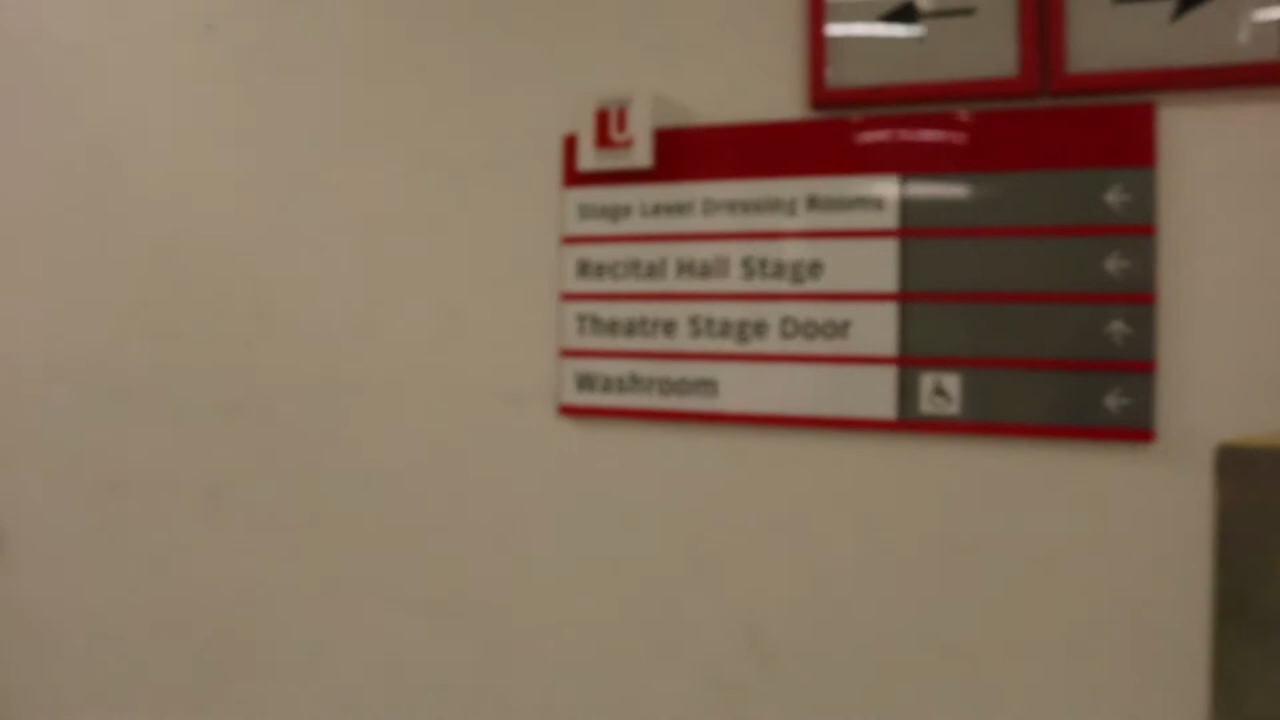 Stage Level Dressing Rooms
Recital Hall Stage
Theatre Stage Door
Washroom